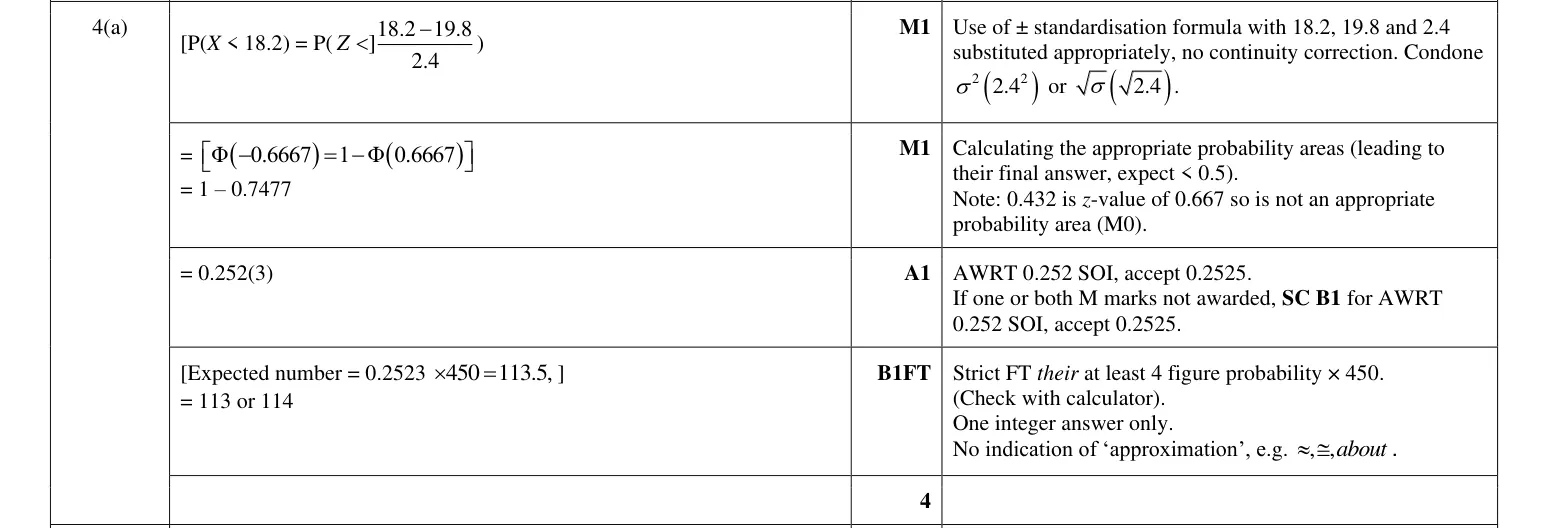 4(a)
[P(X < 18.2) = P( Z <] (18.2 – 19.8)/2.4 )
M1
Use of ± standardisation formula with 18.2, 19.8 and 2.4
substituted appropriately, no continuity correction. Condone
σ²(2.4²) or √σ(√2.4).
= [Φ(–0.6667) = 1 – Φ(0.6667)]
= 1 – 0.7477
M1
Calculating the appropriate probability areas (leading to
their final answer, expect < 0.5).
Note: 0.432 is z-value of 0.667 so is not an appropriate
probability area (M0).
= 0.252(3)
A1
AWRT 0.252 SOI, accept 0.2525.
If one or both M marks not awarded, SC B1 for AWRT
0.252 SOI, accept 0.2525.
[Expected number = 0.2523 ×450 = 113.5, ]
= 113 or 114
B1FT
Strict FT their at least 4 figure probability × 450.
(Check with calculator).
One integer answer only.
No indication of ‘approximation’, e.g. ≈, ≅, about .
4